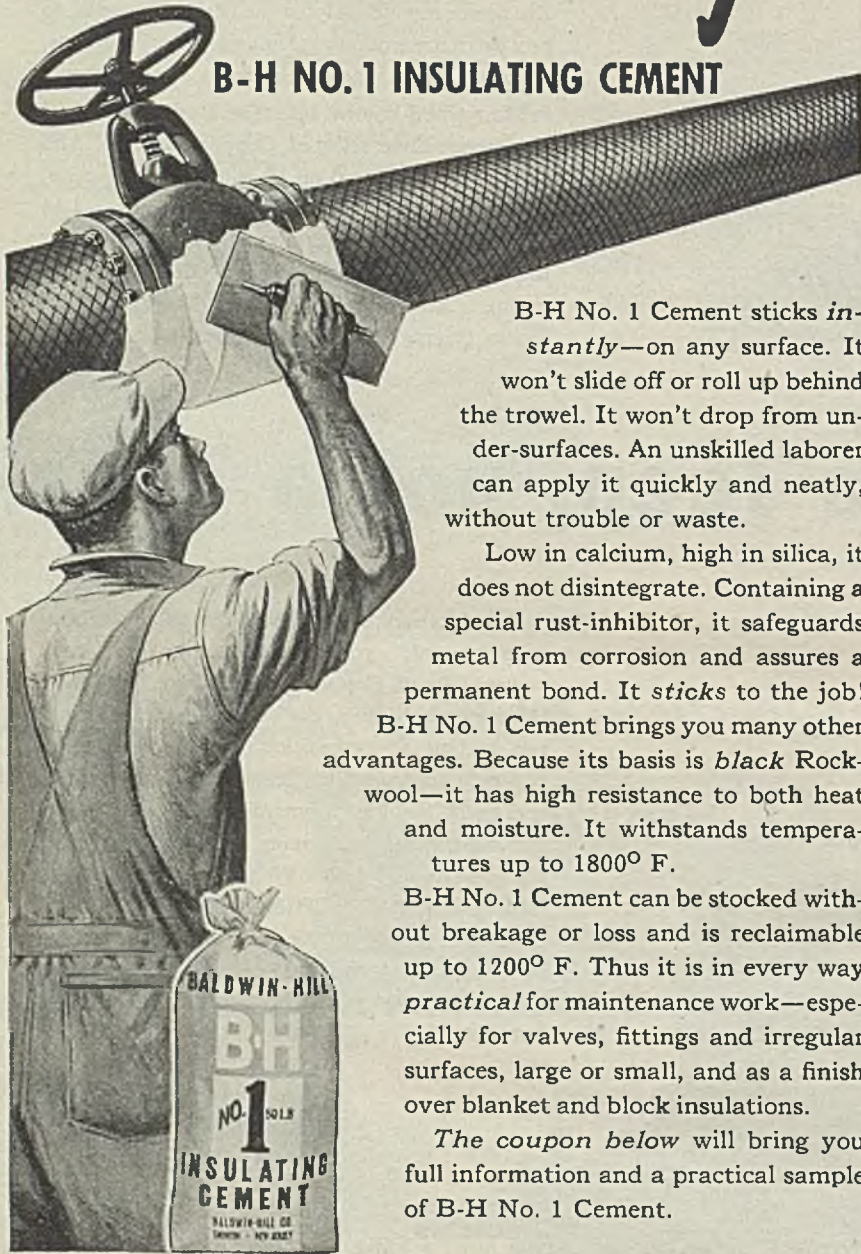 B-H NO. 1 INSULATING CEMENT
B-H No. 1 Cement sticks in-
stantly—on any surface. It
won't slide off or roll up behind
the trowel. It won't drop from un-
der-surfaces. An unskilled laborer
can apply it quickly and neatly,
without trouble or waste.
Low in calcium, high in silica, it
does not disintegrate. Containing a
special rust-inhibitor, it safeguards
metal from corrosion and assures a
permanent bond. It sticks to the job!
B-H No. 1 Cement brings you many other
advantages. Because its basis is black Rock-
wool—it has high resistance to both heat
and moisture. It withstands tempera-
tures up to 1800° F.
B-H No. 1 Cement can be stocked with-
out breakage or loss and is reclaimable
up to 1200° F. Thus it is in every way
practical for maintenance work—espe-
cially for valves, fittings and irregular
surfaces, large or small, and as a finish
over blanket and block insulations.
The coupon below will bring you
full information and a practical sample
of B-H No. 1 Cement.
BALDWIN-HILL
B-H
NO. 1 50 LB
INSULATING
CEMENT
BALDWIN-HILL CO.
TRENTON - NEW JERSEY